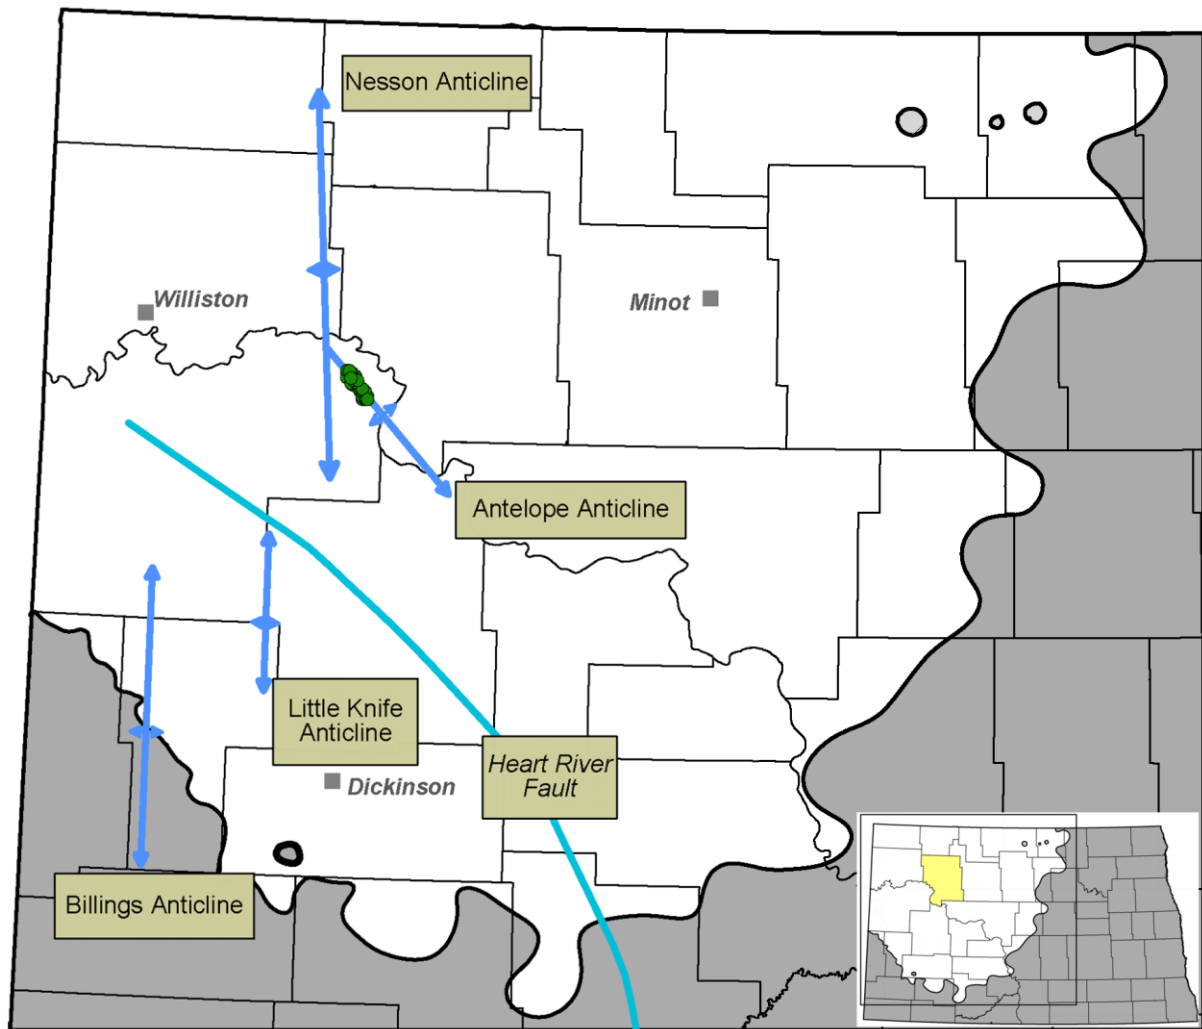 Nesson Anticline
Williston
Minot
Antelope Anticline
Little Knife
Anticline
Heart River
Fault
Dickinson
Billings Anticline